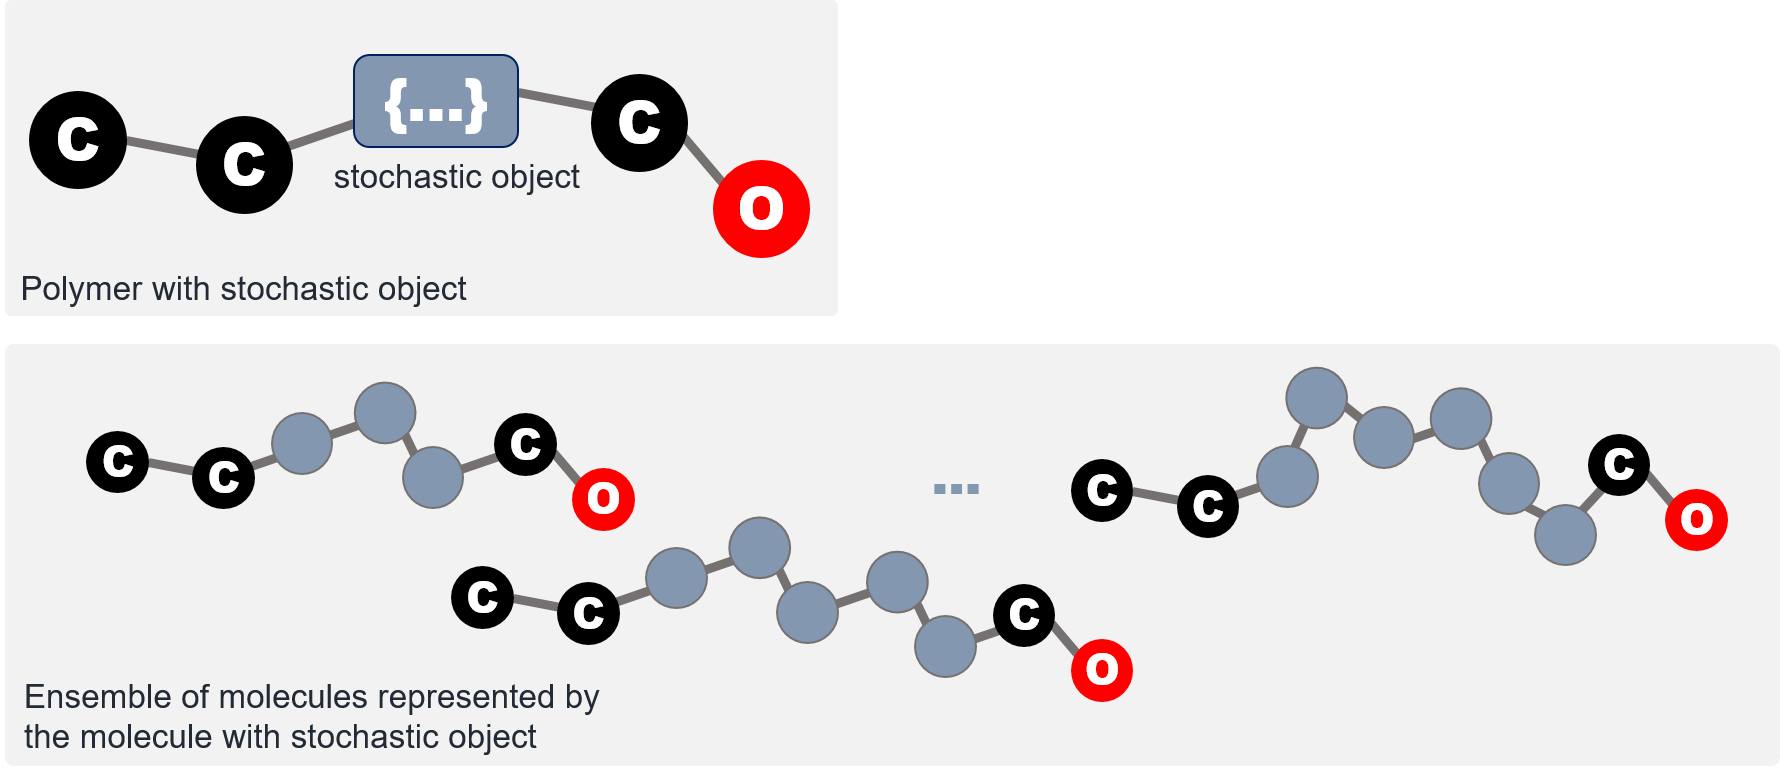 C
C
{...}
C
O
stochastic object
Polymer with stochastic object
C
C
C
O
...
C
C
C
O
C
C
C
O
Ensemble of molecules represented by
the molecule with stochastic object